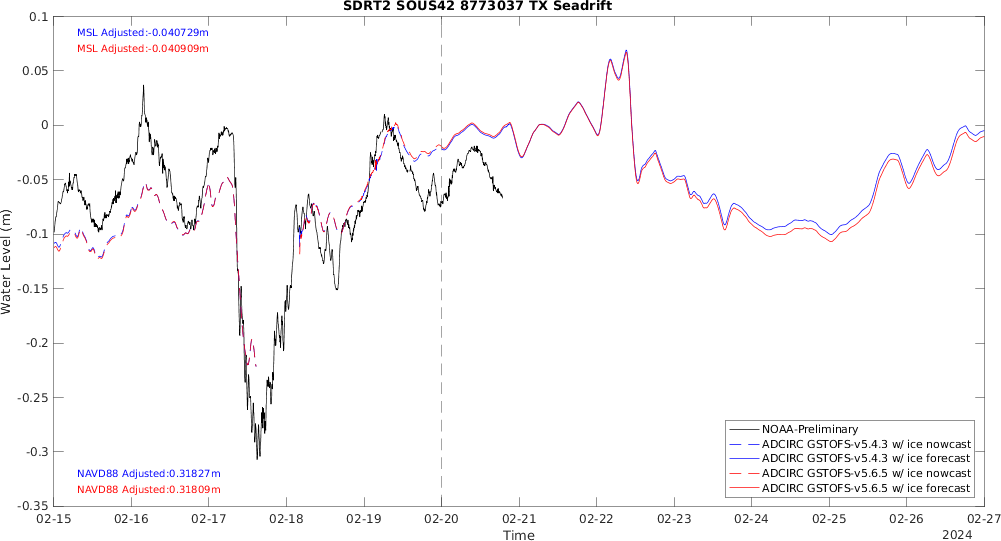 SDRT2 SOUS42 8773037 TX Seadrift
MSL Adjusted:-0.040729m
MSL Adjusted:-0.040909m
0.1
0.05
0
-0.05
-0.1
-0.15
-0.2
-0.25
-0.3
-0.35
Water Level (m)
NAVD88 Adjusted:0.31827m
NAVD88 Adjusted:0.31809m
NOAA-Preliminary
ADCIRC GSTOFS-v5.4.3 w/ ice nowcast
ADCIRC GSTOFS-v5.4.3 w/ ice forecast
ADCIRC GSTOFS-v5.6.5 w/ ice nowcast
ADCIRC GSTOFS-v5.6.5 w/ ice forecast
02-15 02-16 02-17 02-18 02-19 02-20 02-21 02-22 02-23 02-24 02-25 02-26 02-27
Time
2024